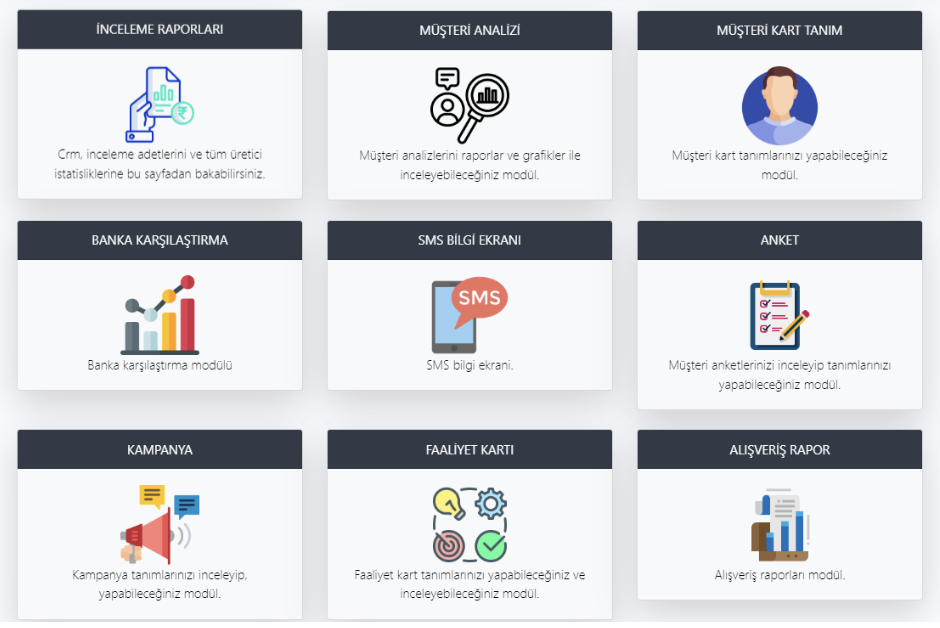 İNCELEME RAPORLARI
Crm, inceleme adetlerini ve tüm üretici
istatisliklerine bu sayfadan bakabilirsiniz.
MÜŞTERİ ANALİZİ
Müşteri analizlerini raporlar ve grafikler ile
inceleyebileceğiniz modül.
MÜŞTERİ KART TANIM
Müşteri kart tanımlarınızı yapabileceğiniz
modül.
BANKA KARŞILAŞTIRMA
Banka karşılaştırma modülü
SMS BİLGİ EKRANI
SMS
SMS bilgi ekrani.
ANKET
Müşteri anketlerinizi inceleyip tanımlarınızı
yapabileceğiniz modül.
KAMPANYA
Kampanya tanımlarınızı inceleyip,
yapabileceğiniz modül.
FAALİYET KARTI
Faaliyet kart tanımlarınızı yapabileceğiniz ve
inceleyebileceğiniz modül.
ALIŞVERİŞ RAPOR
Alışveriş raporları modül.